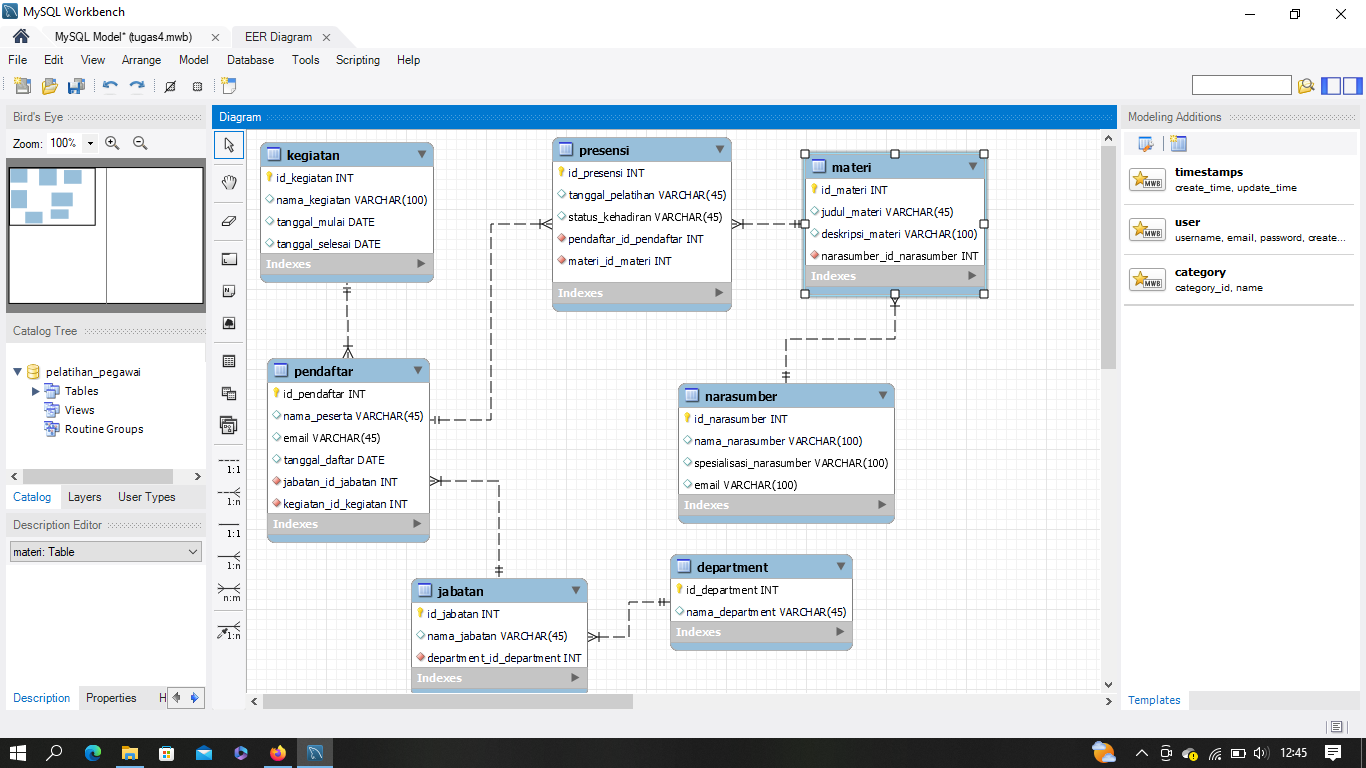 MySQL Workbench
MySQL Model* (tugas4.mwb)
EER Diagram
File Edit View Arrange Model Database Tools Scripting Help
Bird's Eye
Zoom: 100%
Catalog Tree
pelatihan_pegawai
Tables
Views
Routine Groups
Catalog Layers User Types
Description Editor
materi: Table
Description Properties H
1:1
1:n
1:1
1:n
n:m
1:n
Diagram
kegiatan
id_kegiatan INT
nama_kegiatan VARCHAR(100)
tanggal_mulai DATE
tanggal_selesai DATE
Indexes
presensi
id_presensi INT
tanggal_pelatihan VARCHAR(45)
status_kehadiran VARCHAR(45)
pendaftar_id_pendaftar INT
materi_id_materi INT
Indexes
materi
id_materi INT
judul_materi VARCHAR(45)
deskripsi_materi VARCHAR(100)
narasumber_id_narasumber INT
Indexes
pendaftar
id_pendaftar INT
nama_peserta VARCHAR(45)
email VARCHAR(45)
tanggal_daftar DATE
jabatan_id_jabatan INT
kegiatan_id_kegiatan INT
Indexes
narasumber
id_narasumber INT
nama_narasumber VARCHAR(100)
spesialisasi_narasumber VARCHAR(100)
email VARCHAR(100)
Indexes
jabatan
id_jabatan INT
nama_jabatan VARCHAR(45)
department_id_department INT
Indexes
department
id_department INT
nama_department VARCHAR(45)
Indexes
Modeling Additions
MWB
timestamps
create_time, update_time
MWB
user
username, email, password, create...
MWB
category
category_id, name
Templates
12:45